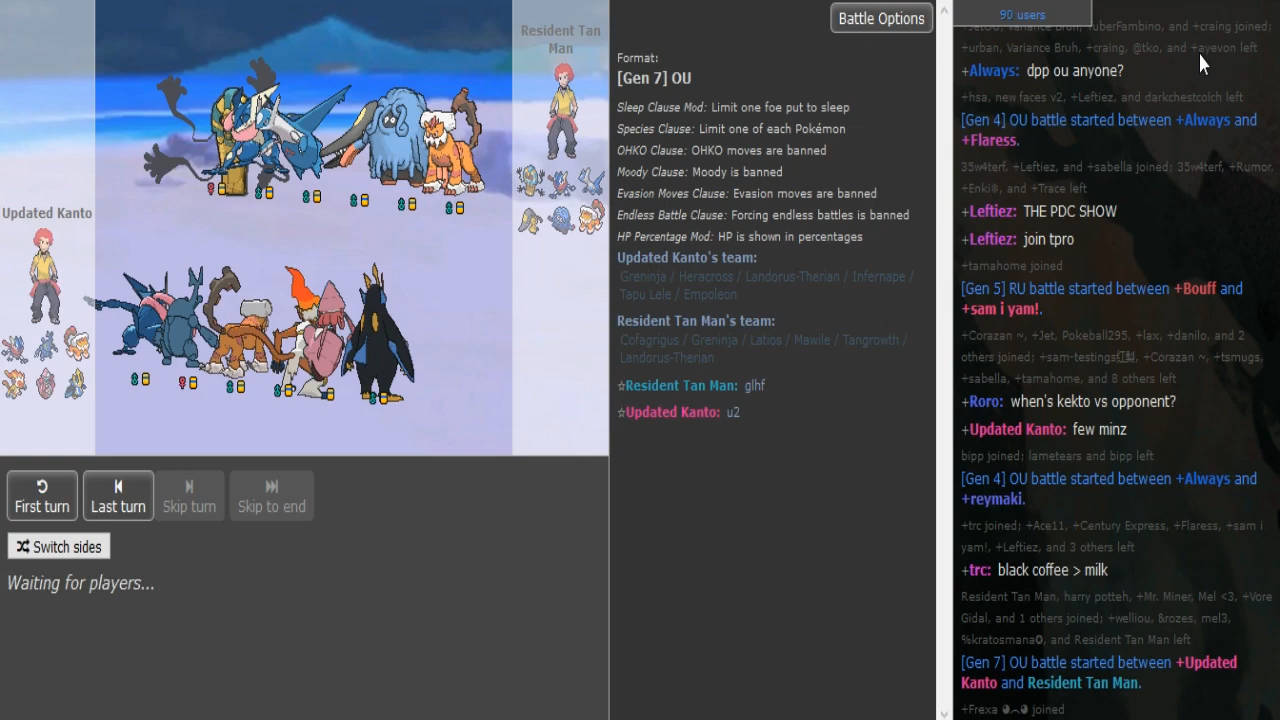 Resident Tan
Man
Updated Kanto
First turn
Last turn
Skip turn
Skip to end
Switch sides
Waiting for players...
Battle Options
Format:
[Gen 7] OU
Sleep Clause Mod: Limit one foe put to sleep
Species Clause: Limit one of each Pokémon
OHKO Clause: OHKO moves are banned
Moody Clause: Moody is banned
Evasion Moves Clause: Evasion moves are banned
Endless Battle Clause: Forcing endless battles is banned
HP Percentage Mod: HP is shown in percentages
Updated Kanto's team:
Greninja / Heracross / Landorus-Therian / Infernape /
Tapu Lele / Empoleon
Resident Tan Man's team:
Cofagrigus / Greninja / Latios / Mawile / Tangrowth /
Landorus-Therian
☆Resident Tan Man: glhf
☆Updated Kanto: u2
90 users
Variance Bruh, uberFambino, and +craing joined;
+urban, Variance Bruh, +craing, @tko, and +ayevon left
+Always: dpp ou anyone?
+hsa, new faces v2, +Leftiez, and darkchestcolch left
[Gen 4] OU battle started between +Always and
+Flaress.
35w4terf, +Leftiez, and +sabella joined; 35w4terf, +Rumor,
+Enki❄, and +Trace left
+Leftiez: THE PDC SHOW
+Leftiez: join tpro
+tamahome joined
[Gen 5] RU battle started between +Bouff and
+sam i yam!.
+Corazan ~, +Jet, Pokeball295, +lax, +danilo, and 2
others joined; +sam-testings, +Corazan ~, +tsmugs,
+sabella, +tamahome, and 8 others left
+Roro: when's kekto vs opponent?
+Updated Kanto: few minz
bipp joined; lametears and bipp left
[Gen 4] OU battle started between +Always and
+reymaki.
+trc joined; +Ace11, +Century Express, +Flaress, +sam i
yam!, +Leftiez, and 3 others left
+trc: black coffee > milk
Resident Tan Man, harry potteh, +Mr. Miner, Mel <3, +Vore
Gidal, and 1 others joined; +welliou, &rozes, mel3,
%kratosmana✪, and Resident Tan Man left
[Gen 7] OU battle started between +Updated
Kanto and Resident Tan Man.
+Frexa joined